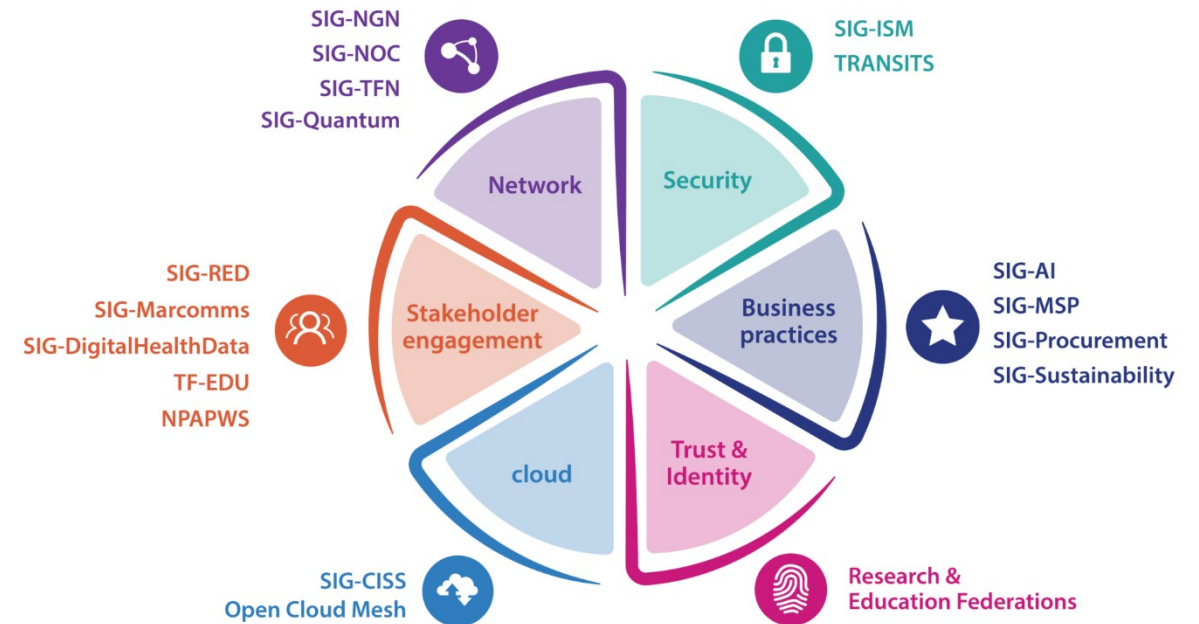 SIG-NGN
SIG-NOC
SIG-TFN
SIG-Quantum
SIG-ISM
TRANSITS
Network
Security
SIG-RED
SIG-Marcomms
SIG-DigitalHealthData
TF-EDU
NPAPWS
Stakeholder
engagement
Business
practices
SIG-AI
SIG-MSP
SIG-Procurement
SIG-Sustainability
cloud
Trust &
Identity
SIG-CISS
Open Cloud Mesh
Research &
Education Federations